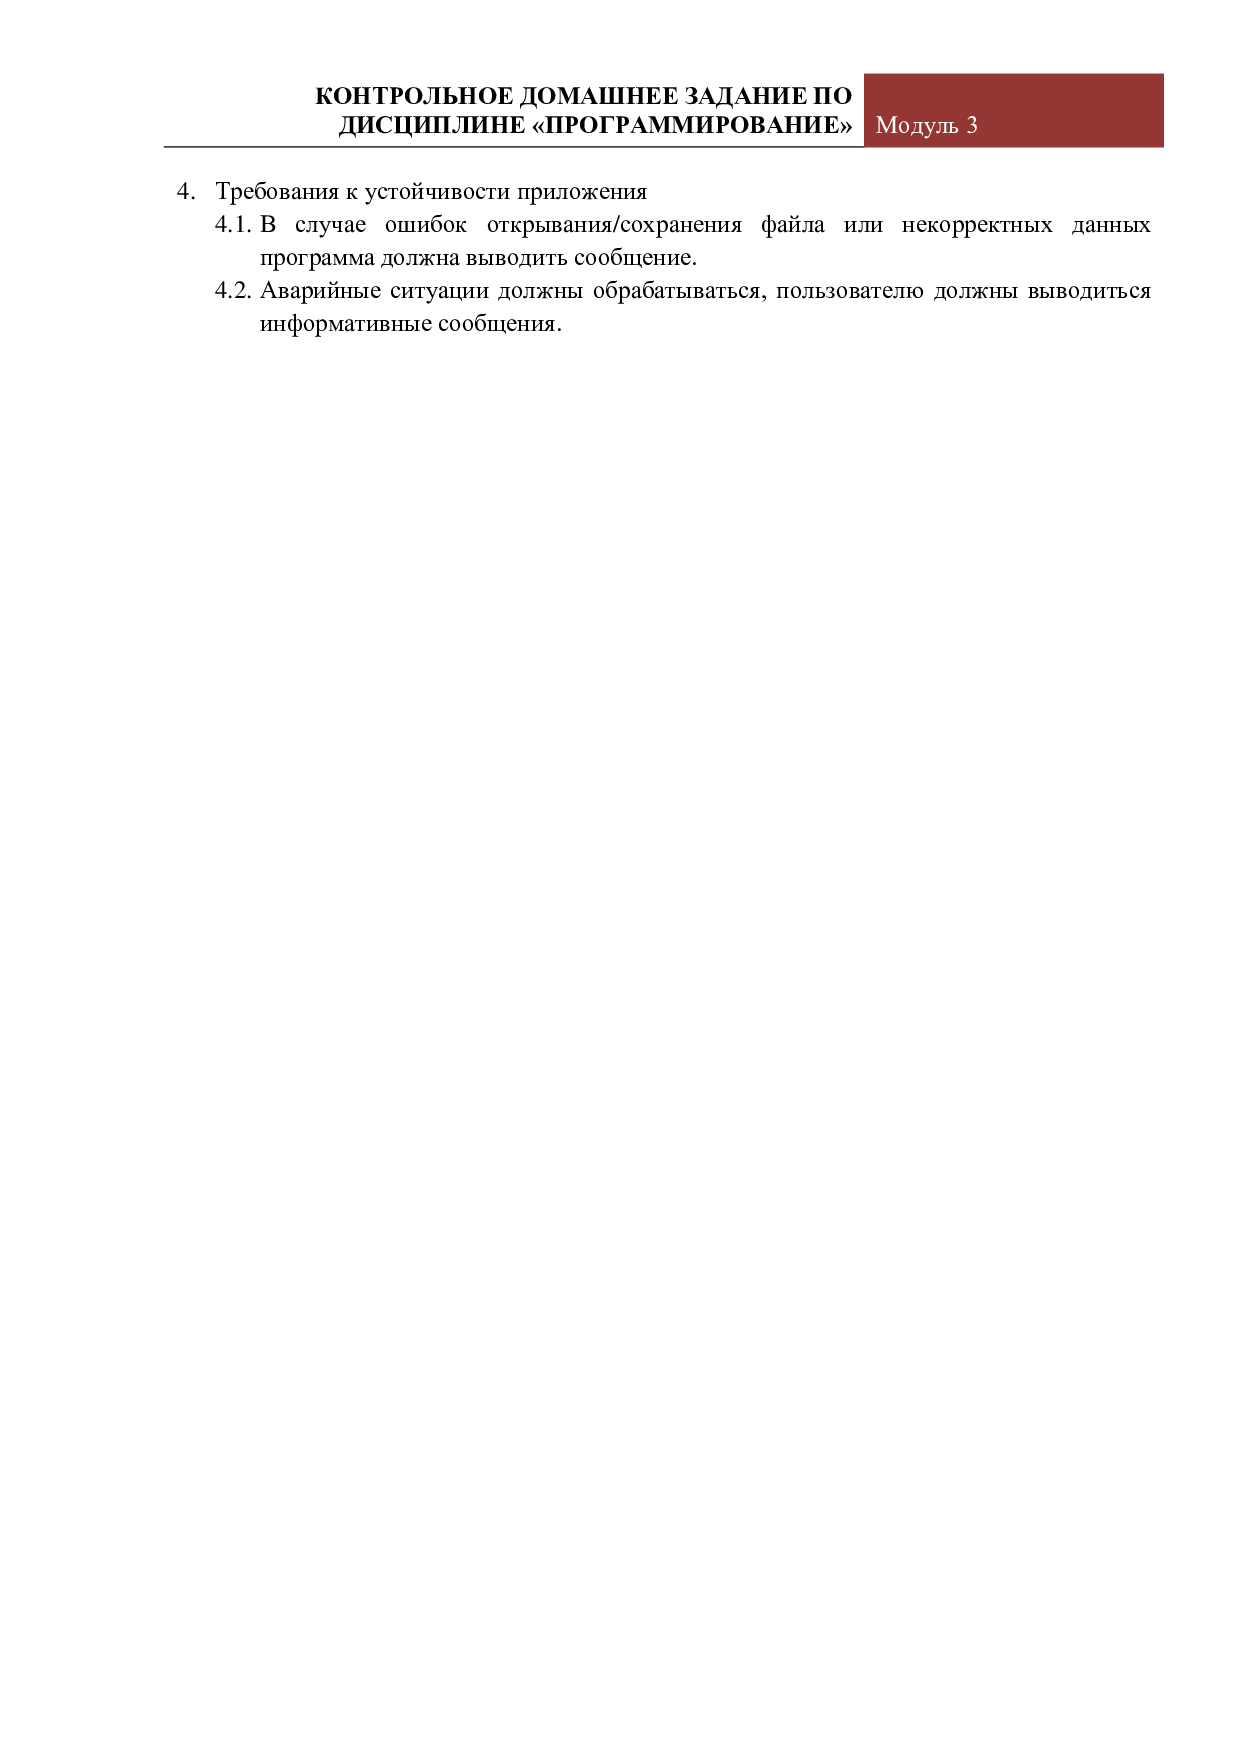 КОНТРОЛЬНОЕ ДОМАШНЕЕ ЗАДАНИЕ ПО
ДИСЦИПЛИНЕ «ПРОГРАММИРОВАНИЕ» Модуль 3
4. Требования к устойчивости приложения
4.1. В случае ошибок открывания/сохранения файла или некорректных данных
программа должна выводить сообщение.
4.2. Аварийные ситуации должны обрабатываться, пользователю должны выводиться
информативные сообщения.